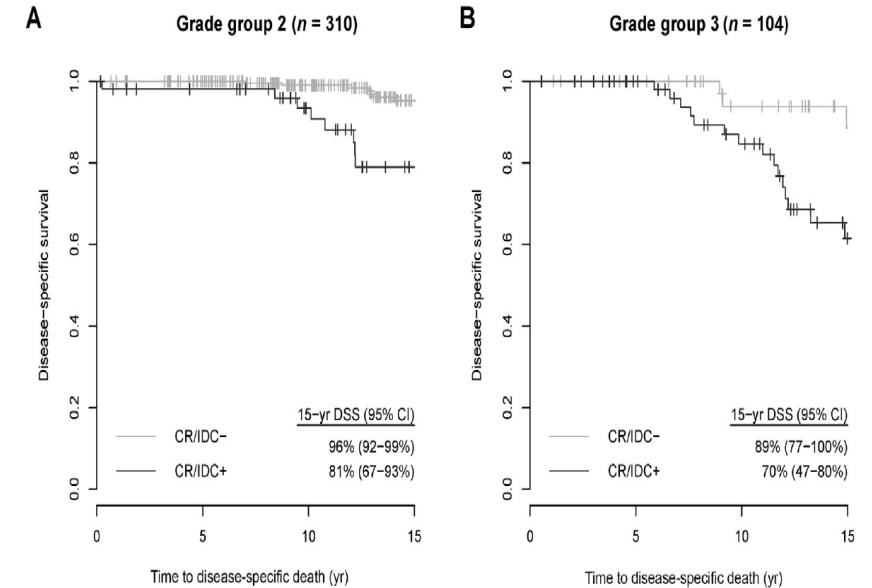 A
Grade group 2 (n = 310)
1.0
0.8
0.6
0.4
0.2
0.0
Disease−specific survival
15−yr DSS (95% CI)
CR/IDC− 96% (92−99%)
CR/IDC+ 81% (67−93%)
0 5 10 15
Time to disease-specific death (yr)
B
Grade group 3 (n = 104)
1.0
0.8
0.6
0.4
0.2
0.0
Disease−specific survival
15−yr DSS (95% CI)
CR/IDC− 89% (77−100%)
CR/IDC+ 70% (47−80%)
0 5 10 15
Time to disease-specific death (yr)